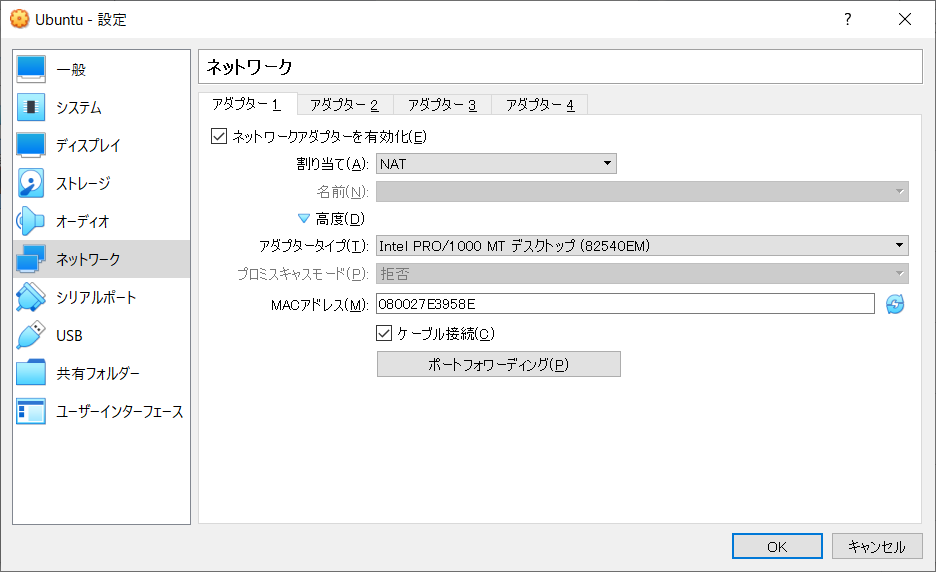 Ubuntu - 設定
?
一般
システム
ディスプレイ
ストレージ
オーディオ
ネットワーク
シリアルポート
USB
共有フォルダー
ユーザーインターフェース
ネットワーク
アダプター 1 アダプター 2 アダプター 3 アダプター 4
ネットワークアダプターを有効化(E)
割り当て(A): NAT
名前(N):
高度(D)
アダプタータイプ(T): Intel PRO/1000 MT デスクトップ (82540EM)
プロミスキャスモード(P): 拒否
MACアドレス(M): 080027E3958E
ケーブル接続(C)
ポートフォワーディング(P)
OK キャンセル